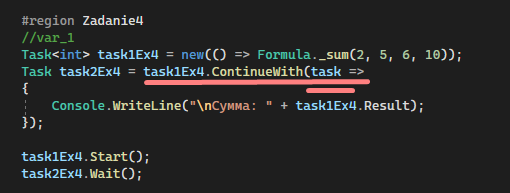 #region Zadanie4
//var_1
Task<int> task1Ex4 = new(() => Formula._sum(2, 5, 6, 10));
Task task2Ex4 = task1Ex4.ContinueWith(task =>
{
    Console.WriteLine("\nСумма: " + task1Ex4.Result);
});

task1Ex4.Start();
task2Ex4.Wait();